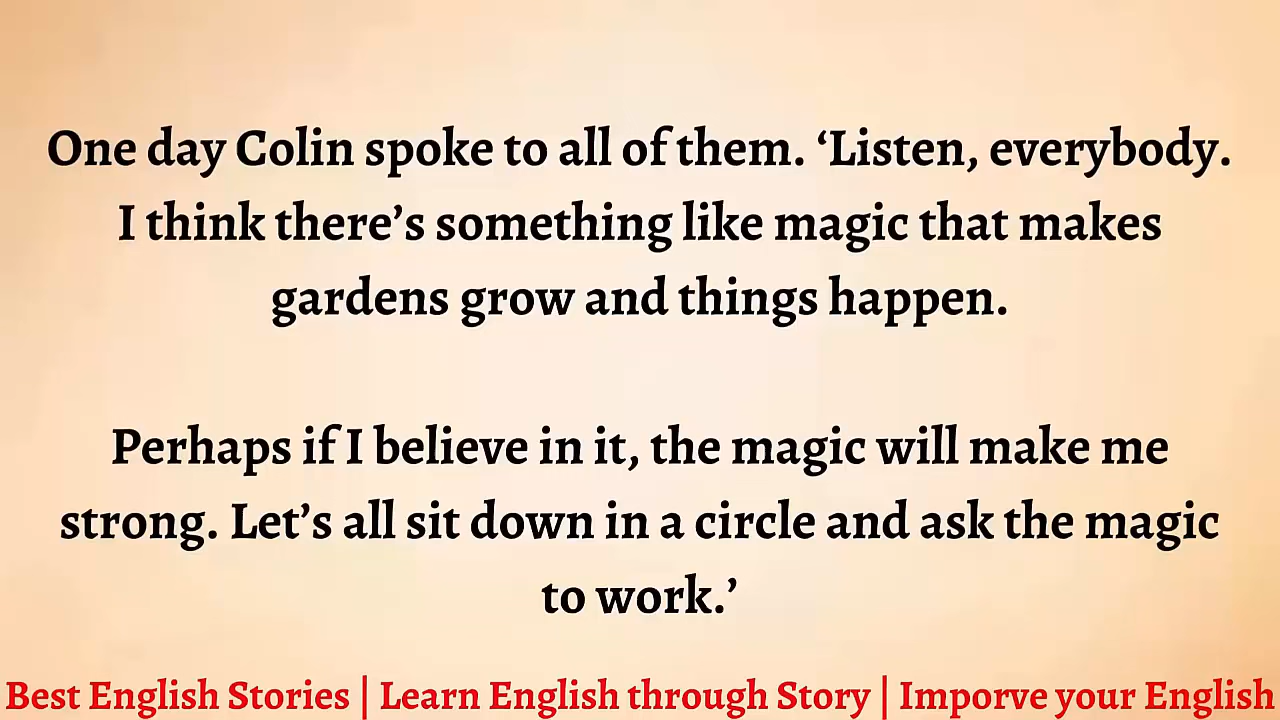 One day Colin spoke to all of them. ‘Listen, everybody.
I think there’s something like magic that makes
gardens grow and things happen.
Perhaps if I believe in it, the magic will make me
strong. Let’s all sit down in a circle and ask the magic
to work.’
Best English Stories | Learn English through Story | Imporve your English